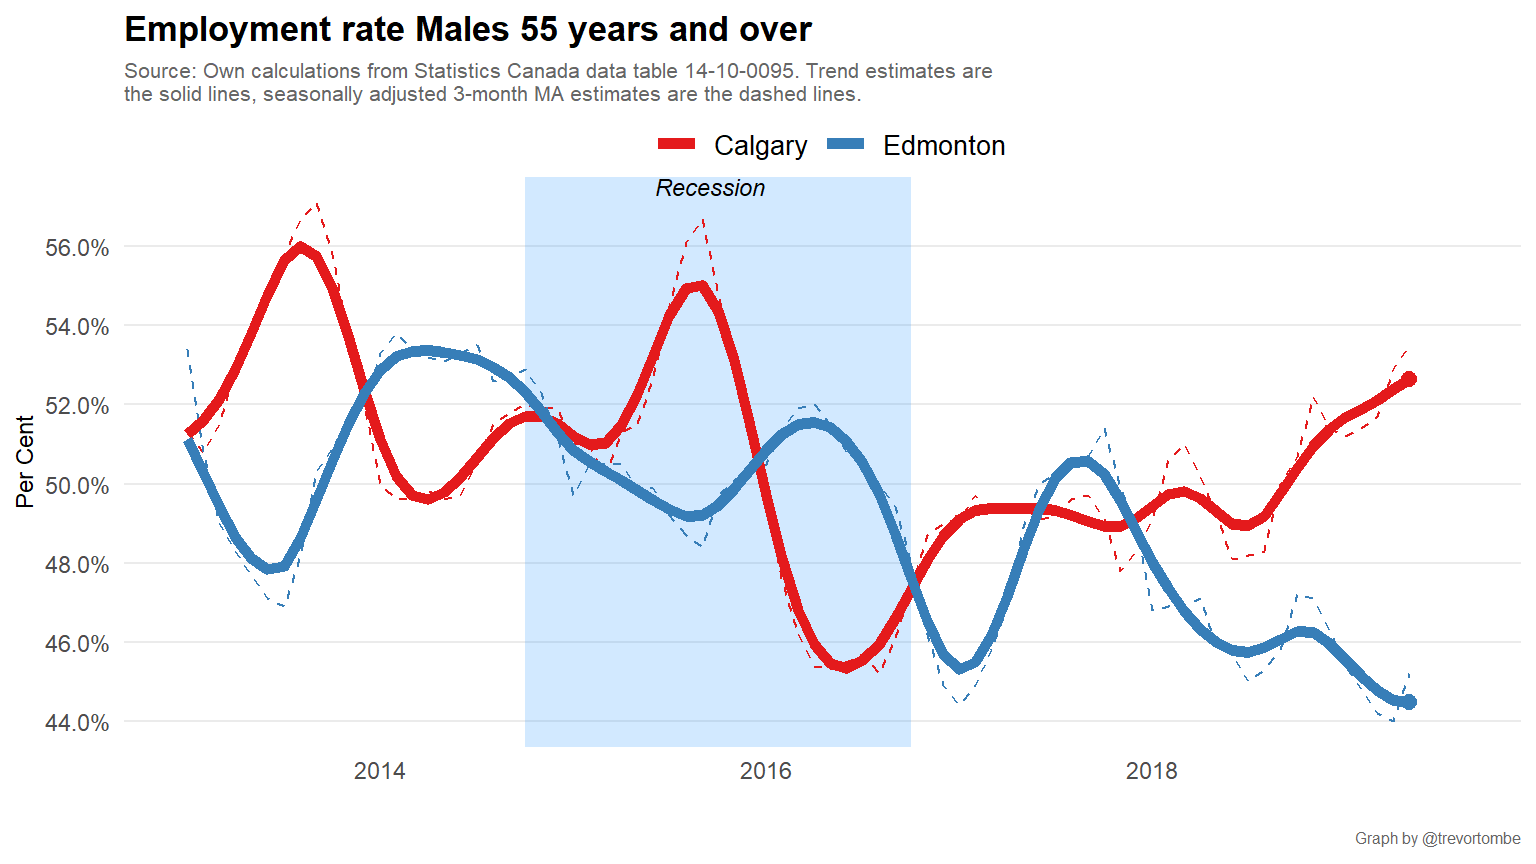 Employment rate Males 55 years and over
Source: Own calculations from Statistics Canada data table 14-10-0095. Trend estimates are
the solid lines, seasonally adjusted 3-month MA estimates are the dashed lines.
Calgary Edmonton
Recession
56.0%
54.0%
52.0%
50.0%
48.0%
46.0%
44.0%
Per Cent
2014 2016 2018
Graph by @trevortombe